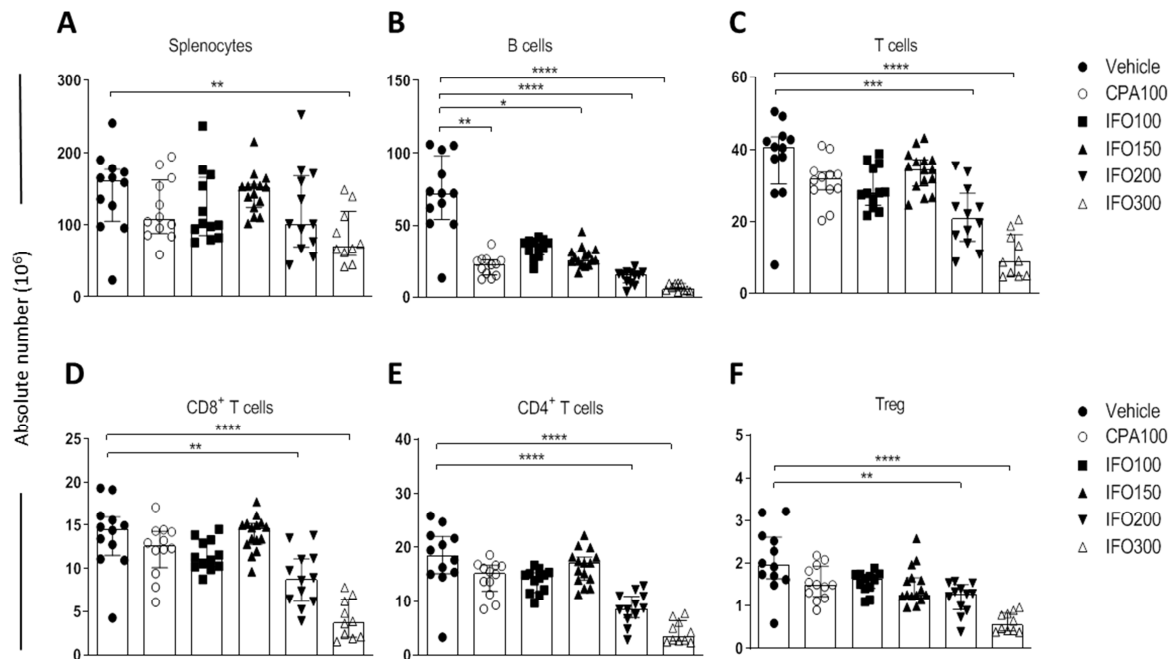 A
Splenocytes
**
300
200
100
0
B
B cells
****
****
*
**
150
100
50
0
C
T cells
****
***
60
40
20
0
Vehicle
CPA100
IFO100
IFO150
IFO200
IFO300
Absolute number (10⁶)
D
CD8⁺ T cells
****
**
25
20
15
10
5
0
E
CD4⁺ T cells
****
****
40
30
20
10
0
F
Treg
****
**
5
4
3
2
1
0
Vehicle
CPA100
IFO100
IFO150
IFO200
IFO300